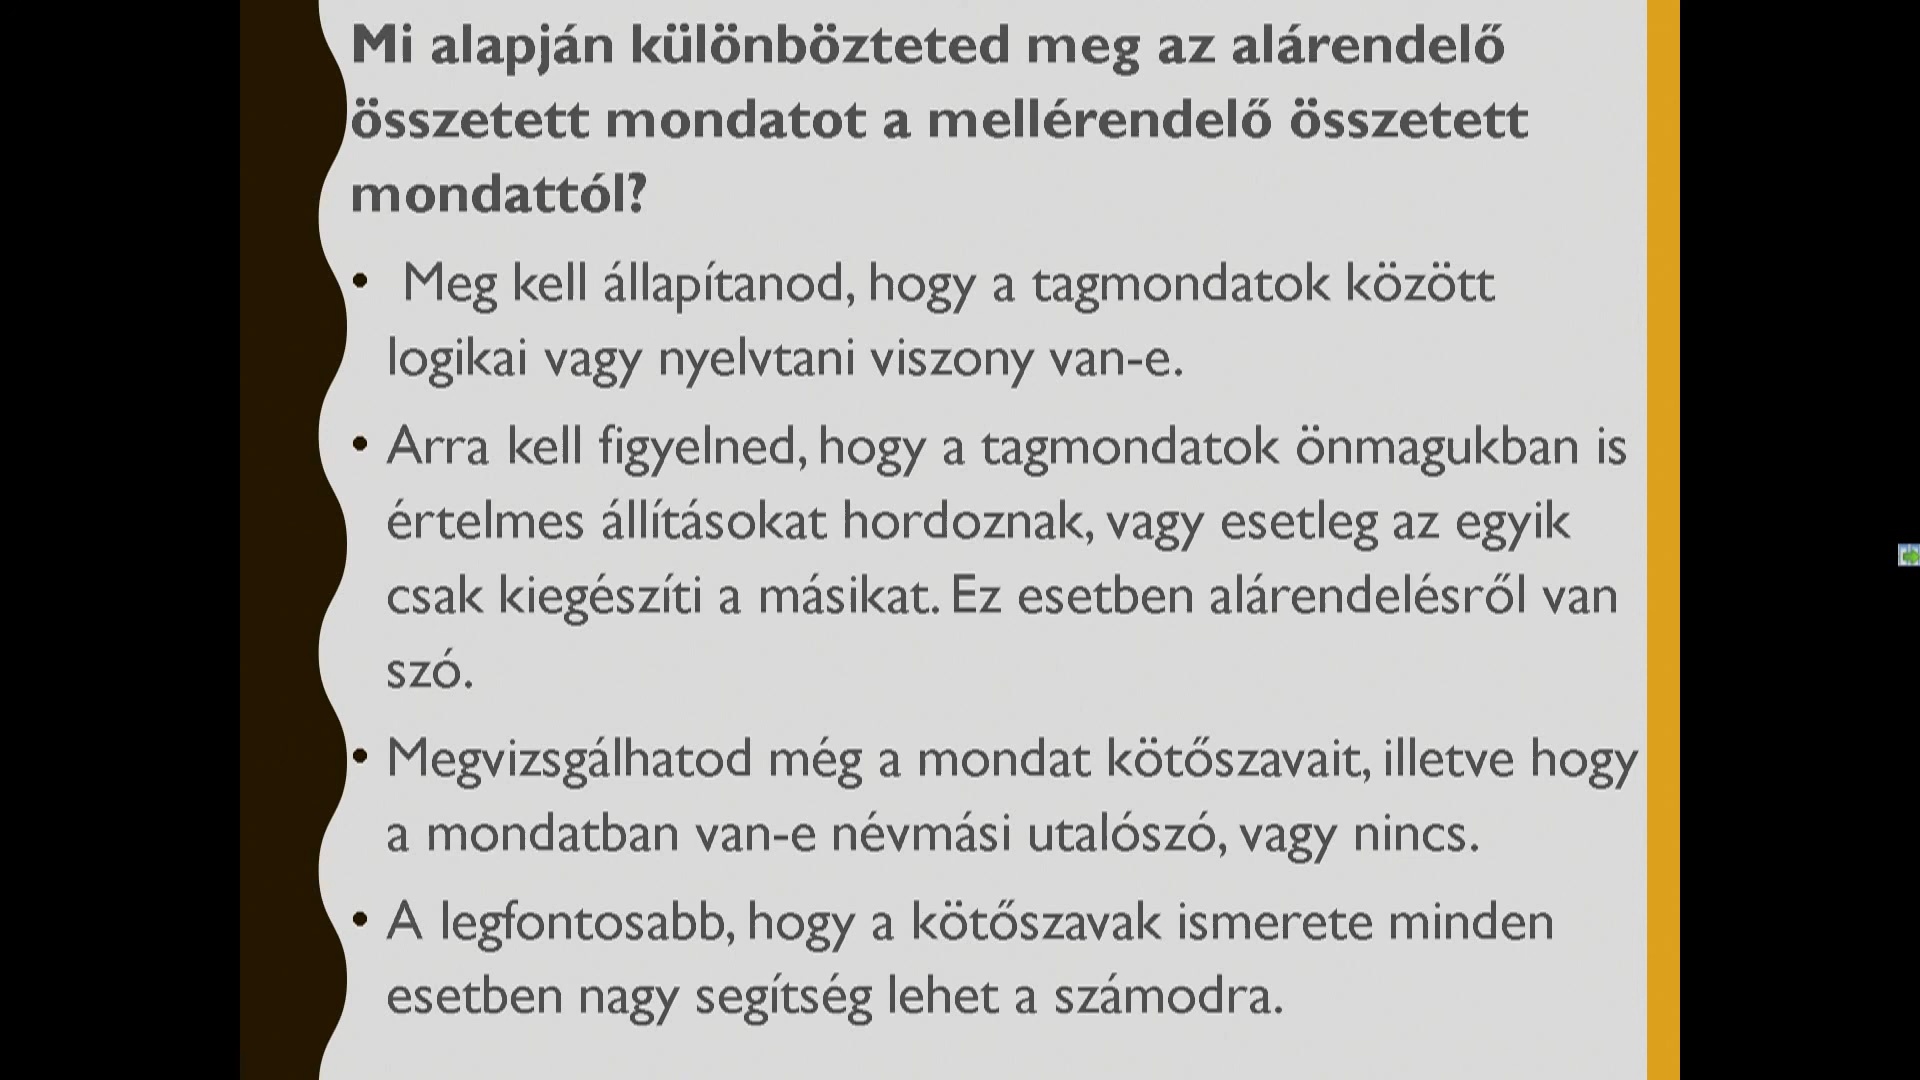 Mi alapján különbözteted meg az alárendelő
összetett mondatot a mellérendelő összetett
mondattól?
• Meg kell állapítanod, hogy a tagmondatok között
logikai vagy nyelvtani viszony van-e.
• Arra kell figyelned, hogy a tagmondatok önmagukban is
értelmes állításokat hordoznak, vagy esetleg az egyik
csak kiegészíti a másikat. Ez esetben alárendelésről van
szó.
• Megvizsgálhatod még a mondat kötőszavait, illetve hogy
a mondatban van-e névmási utalószó, vagy nincs.
• A legfontosabb, hogy a kötőszavak ismerete minden
esetben nagy segítség lehet a számodra.